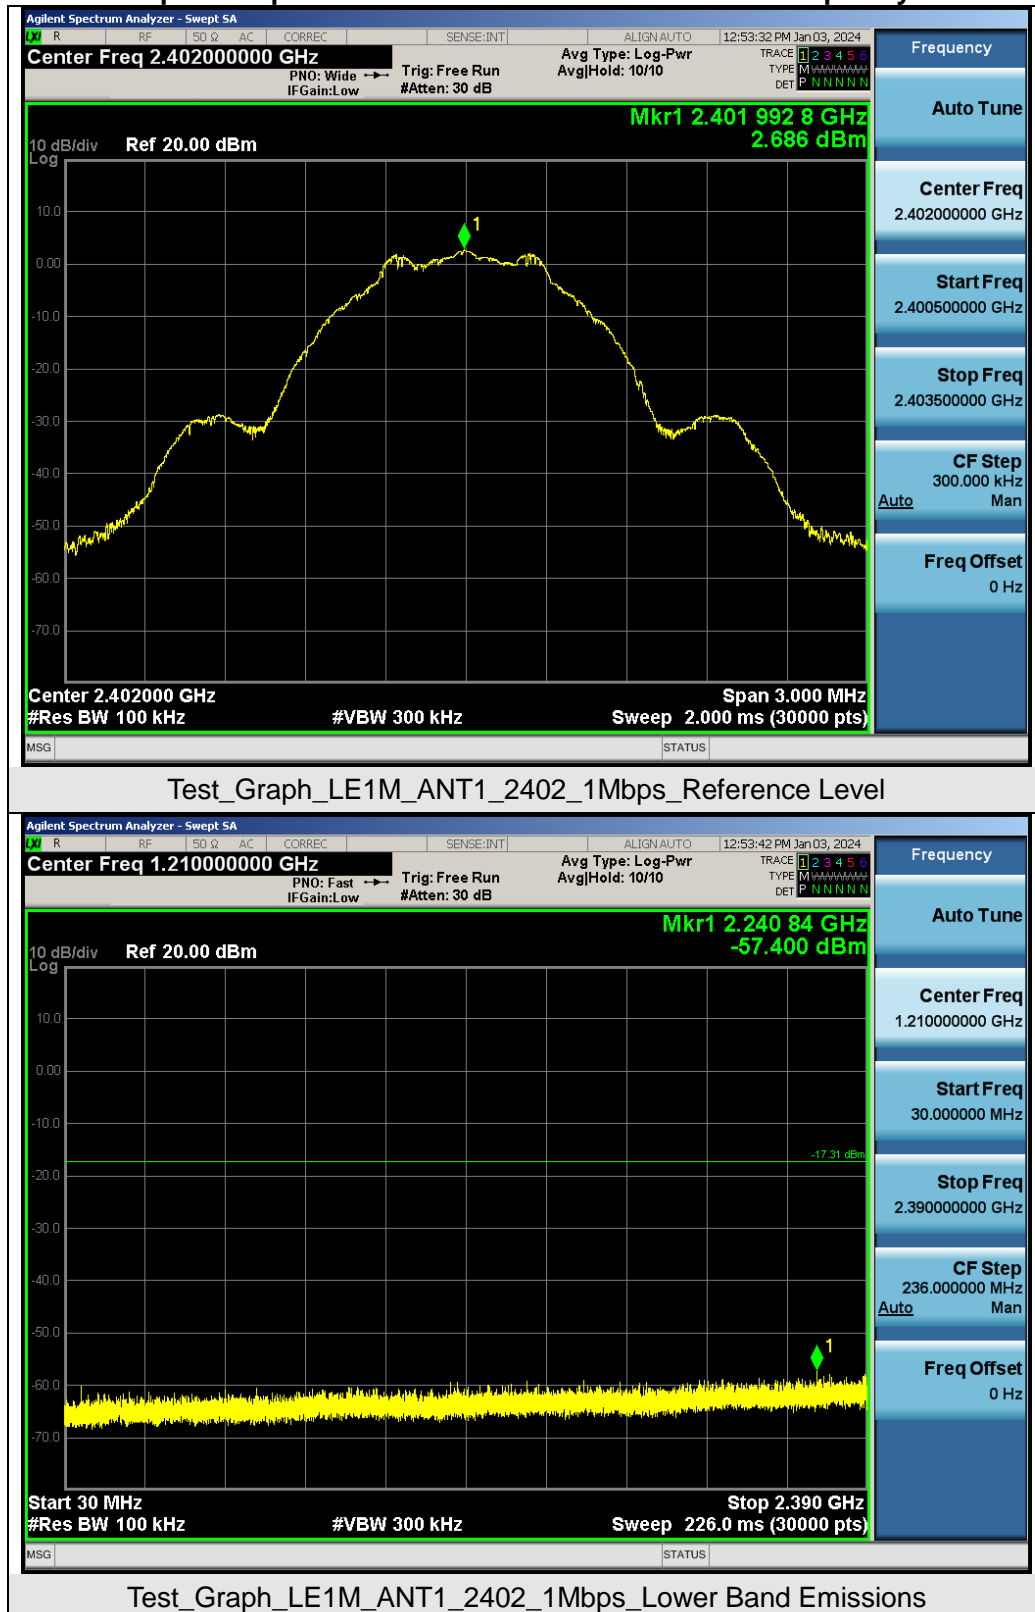 Agilent Spectrum Analyzer - Swept SA
LXI R RF 50 Ω AC CORREC SENSE:INT ALIGN AUTO 12:53:32 PM Jan 03, 2024
Center Freq 2.402000000 GHz Avg Type: Log-Pwr TRACE 1 2 3 4 5 6
PNO: Wide Trig: Free Run Avg|Hold: 10/10 TYPE M
IFGain:Low #Atten: 30 dB DET P N N N N N
Frequency
Auto Tune
Mkr1 2.401 992 8 GHz
2.686 dBm
10 dB/div Ref 20.00 dBm
Log
10.0
0.00
-10.0
-20.0
-30.0
-40.0
-50.0
-60.0
-70.0
1
Center Freq
2.402000000 GHz
Start Freq
2.400500000 GHz
Stop Freq
2.403500000 GHz
CF Step
300.000 kHz
Auto Man
Freq Offset
0 Hz
Center 2.402000 GHz Span 3.000 MHz
#Res BW 100 kHz #VBW 300 kHz Sweep 2.000 ms (30000 pts)
MSG STATUS
Test_Graph_LE1M_ANT1_2402_1Mbps_Reference Level
Agilent Spectrum Analyzer - Swept SA
LXI R RF 50 Ω AC CORREC SENSE:INT ALIGN AUTO 12:53:42 PM Jan 03, 2024
Center Freq 1.210000000 GHz Avg Type: Log-Pwr TRACE 1 2 3 4 5 6
PNO: Fast Trig: Free Run Avg|Hold: 10/10 TYPE M
IFGain:Low #Atten: 30 dB DET P N N N N N
Frequency
Auto Tune
Mkr1 2.240 84 GHz
-57.400 dBm
10 dB/div Ref 20.00 dBm
Log
10.0
0.00
-10.0
-20.0
-30.0
-40.0
-50.0
-60.0
-70.0
-17.31 dBm
1
Center Freq
1.210000000 GHz
Start Freq
30.000000 MHz
Stop Freq
2.390000000 GHz
CF Step
236.000000 MHz
Auto Man
Freq Offset
0 Hz
Start 30 MHz Stop 2.390 GHz
#Res BW 100 kHz #VBW 300 kHz Sweep 226.0 ms (30000 pts)
MSG STATUS
Test_Graph_LE1M_ANT1_2402_1Mbps_Lower Band Emissions